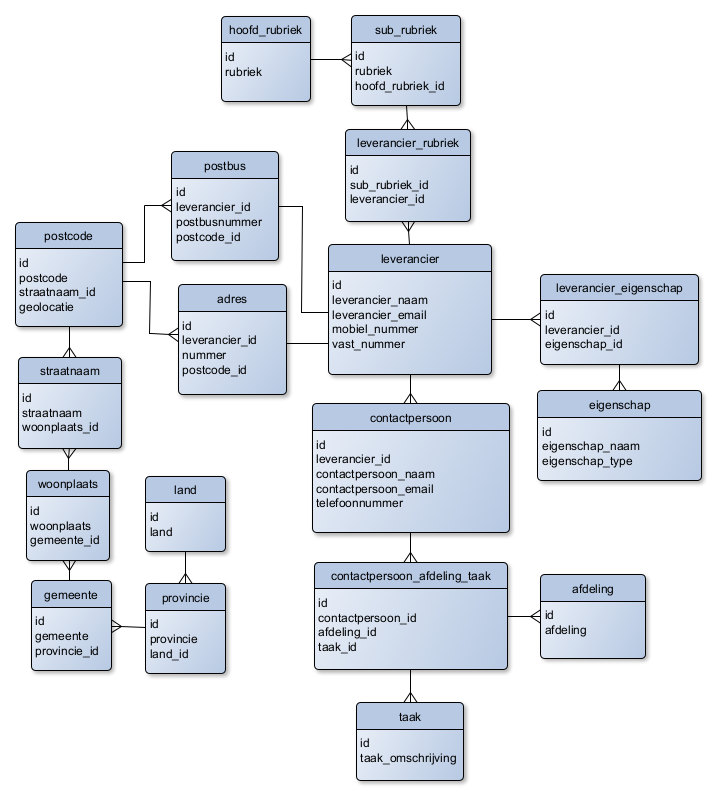 hoofd_rubriek
id
rubriek
sub_rubriek
id
rubriek
hoofd_rubriek_id
leverancier_rubriek
id
sub_rubriek_id
leverancier_id
postbus
id
leverancier_id
postbusnummer
postcode_id
postcode
id
postcode
straatnaam_id
geolocatie
adres
id
leverancier_id
nummer
postcode_id
leverancier
id
leverancier_naam
leverancier_email
mobiel_nummer
vast_nummer
leverancier_eigenschap
id
leverancier_id
eigenschap_id
straatnaam
id
straatnaam
woonplaats_id
contactpersoon
id
leverancier_id
contactpersoon_naam
contactpersoon_email
telefoonnummer
eigenschap
id
eigenschap_naam
eigenschap_type
woonplaats
id
woonplaats
gemeente_id
land
id
land
gemeente
id
gemeente
provincie_id
provincie
id
provincie
land_id
contactpersoon_afdeling_taak
id
contactpersoon_id
afdeling_id
taak_id
afdeling
id
afdeling
taak
id
taak_omschrijving